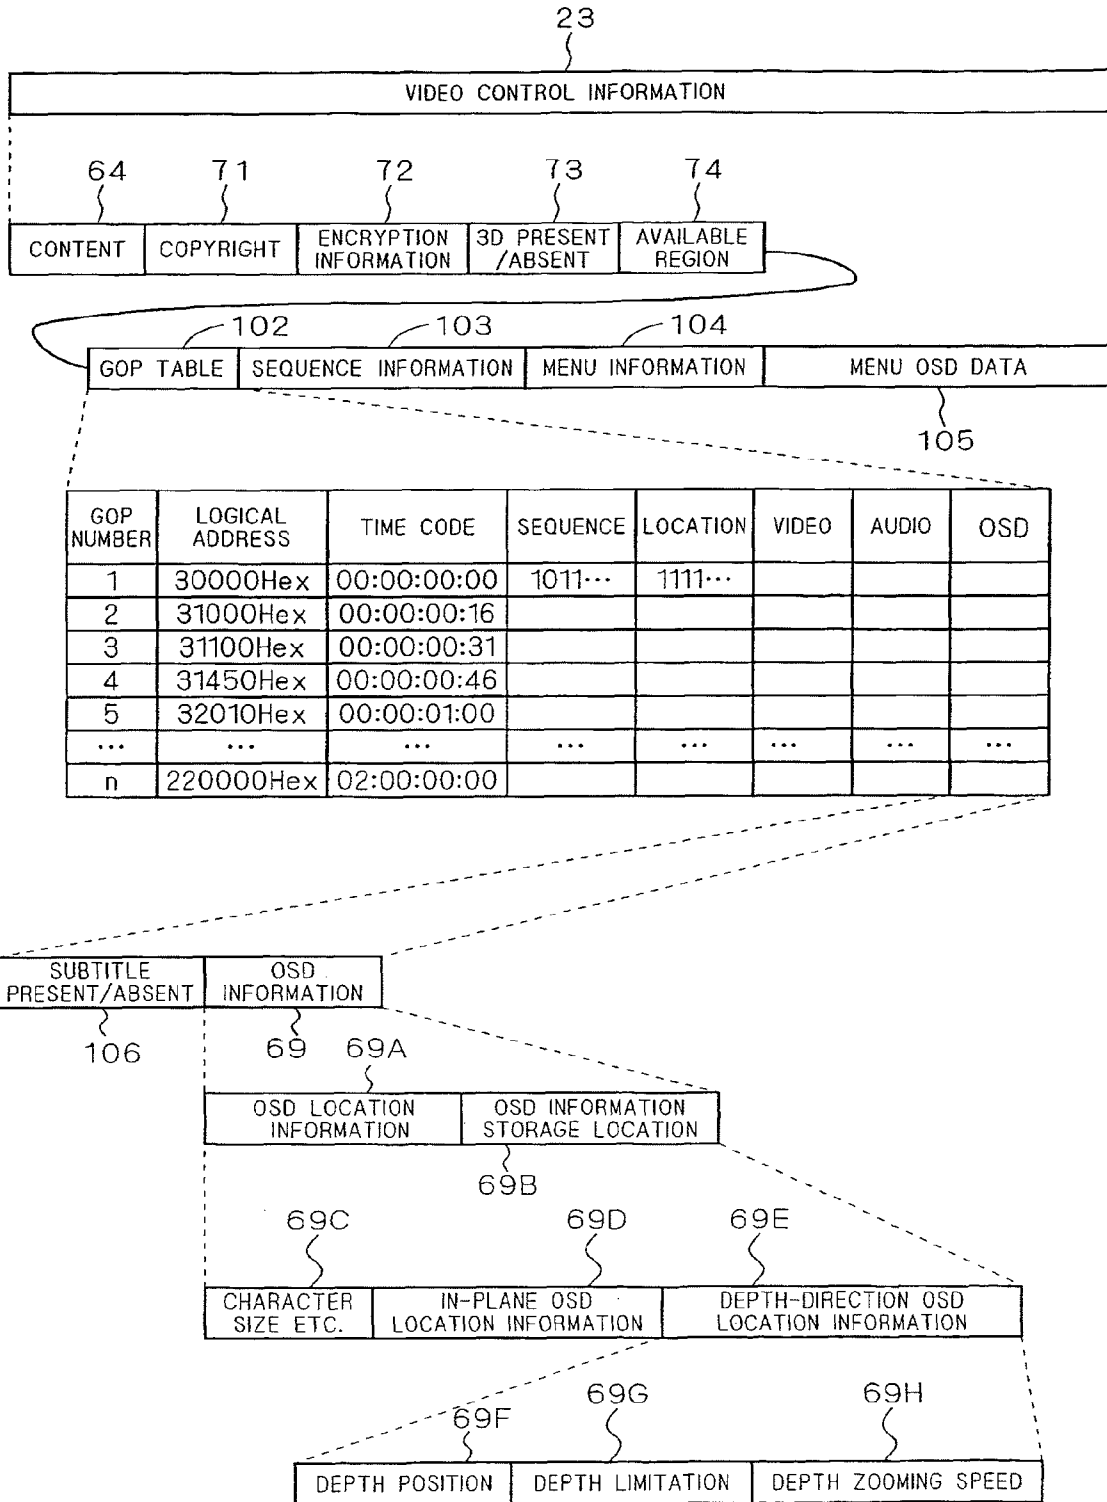 23
VIDEO CONTROL INFORMATION
64 71 72 73 74
CONTENT COPYRIGHT ENCRYPTION INFORMATION 3D PRESENT /ABSENT AVAILABLE REGION
102 103 104
GOP TABLE SEQUENCE INFORMATION MENU INFORMATION MENU OSD DATA
105
GOP NUMBER LOGICAL ADDRESS TIME CODE SEQUENCE LOCATION VIDEO AUDIO OSD
1 30000Hex 00:00:00:00 1011··· 1111···
2 31000Hex 00:00:00:16
3 31100Hex 00:00:00:31
4 31450Hex 00:00:00:46
5 32010Hex 00:00:01:00
··· ··· ··· ··· ··· ··· ··· ···
n 220000Hex 02:00:00:00
SUBTITLE PRESENT/ABSENT OSD INFORMATION
106 69 69A
OSD LOCATION INFORMATION OSD INFORMATION STORAGE LOCATION
69B
69C 69D 69E
CHARACTER SIZE ETC. IN-PLANE OSD LOCATION INFORMATION DEPTH-DIRECTION OSD LOCATION INFORMATION
69F 69G 69H
DEPTH POSITION DEPTH LIMITATION DEPTH ZOOMING SPEED